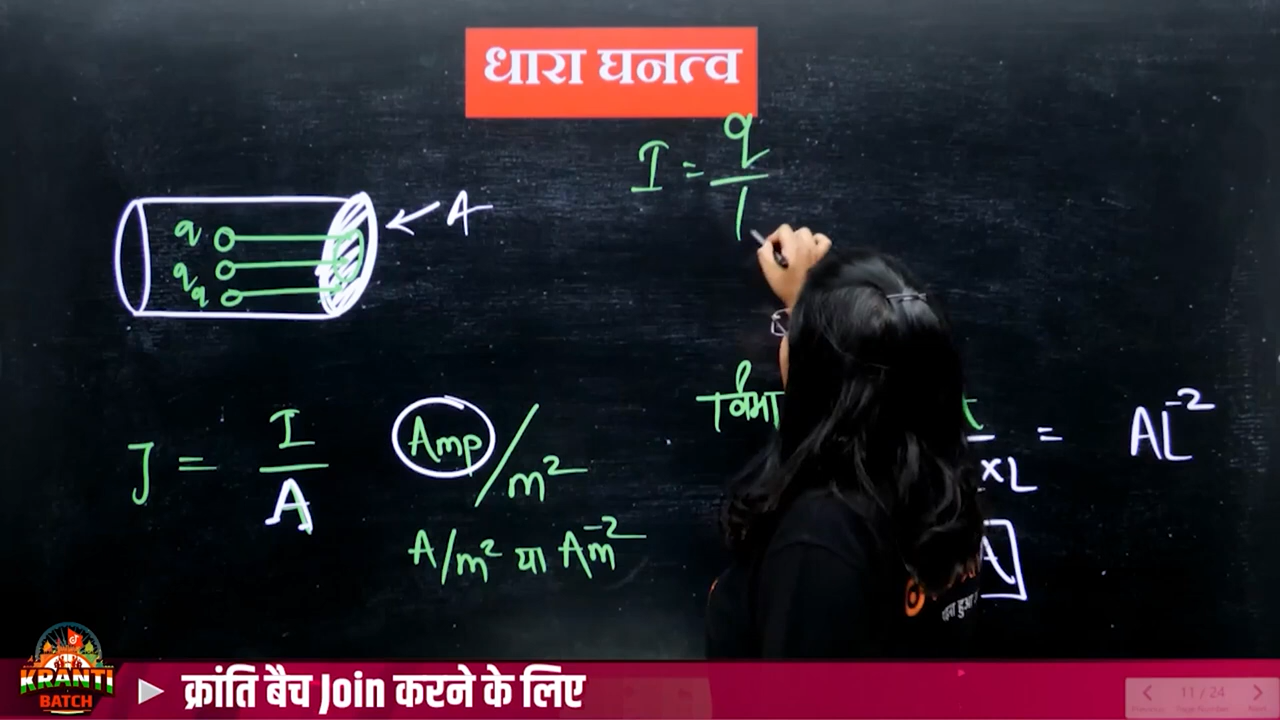 धारा घनत्व
I = q
A
q
q
q
J = I / A
Amp/m²
A/m² या Am⁻²
विमा
×L
= AL⁻²
A
हुआ
KRANTI
BATCH
क्रांति बैच Join करने के लिए
11 / 24